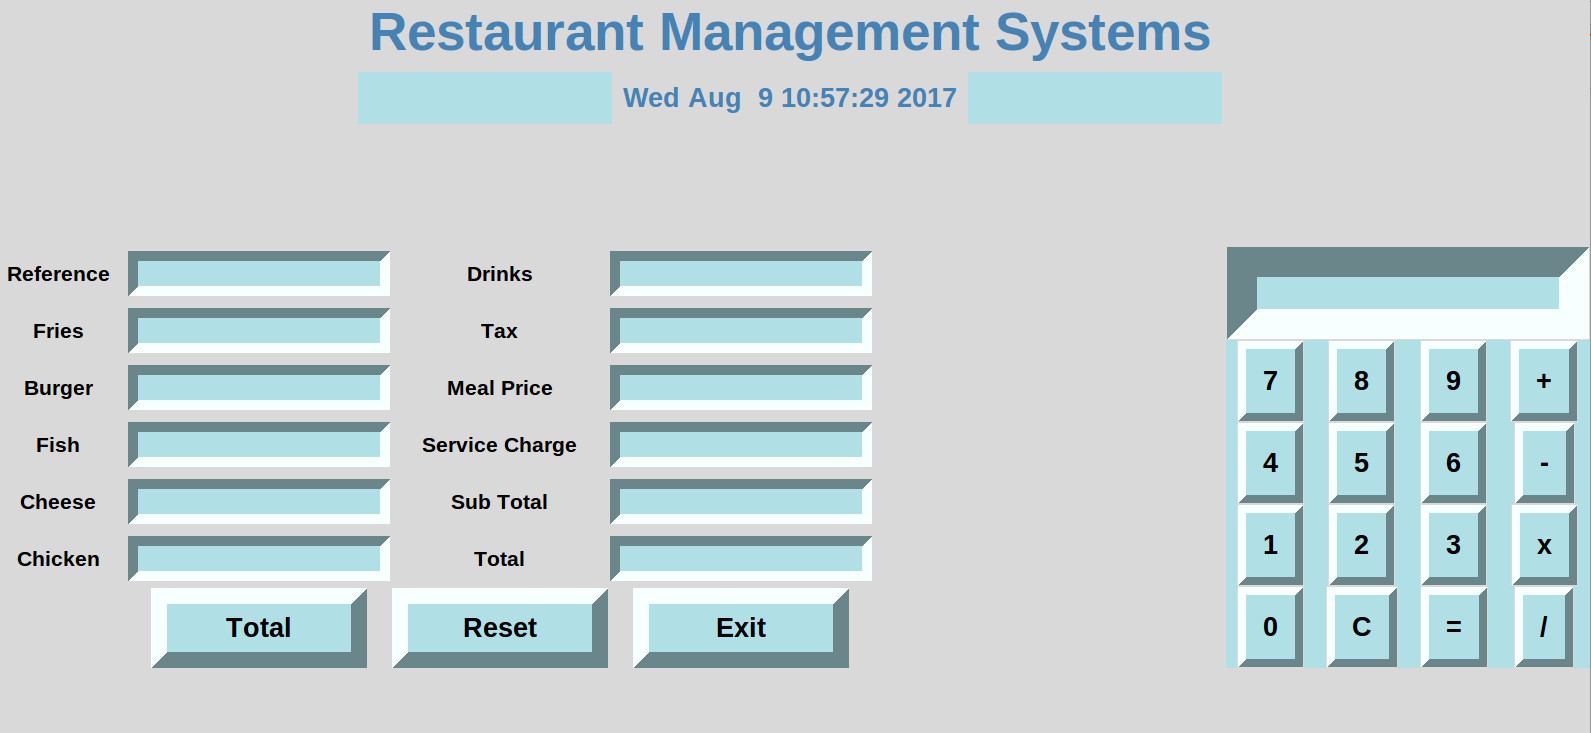 Restaurant Management Systems
Wed Aug  9 10:57:29 2017
Reference
Drinks
Fries
Tax
Burger
Meal Price
Fish
Service Charge
Cheese
Sub Total
Chicken
Total
Total Reset Exit
7 8 9 +
4 5 6 -
1 2 3 x
0 C = /